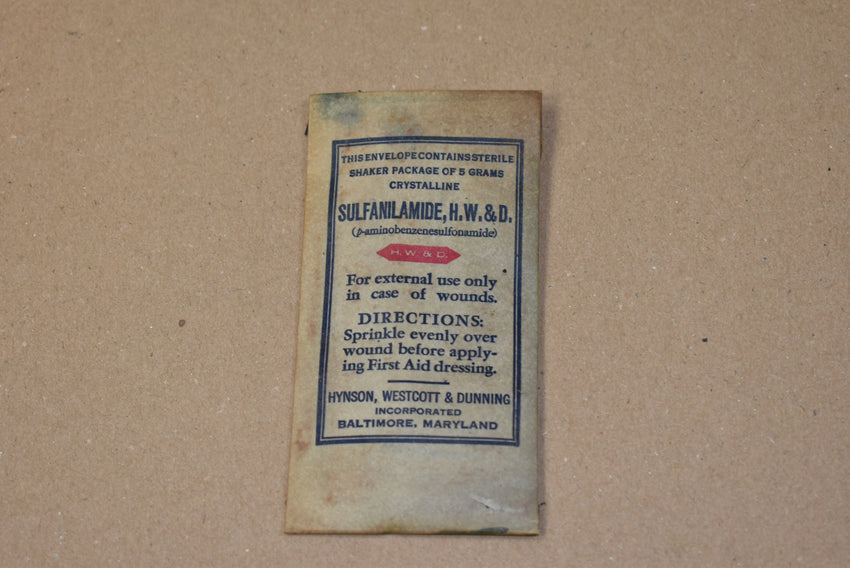 THIS ENVELOPE CONTAINS STERILE
SHAKER PACKAGE OF 5 GRAMS
CRYSTALLINE
SULFANILAMIDE, H.W.&D.
(p-aminobenzenesulfonamide)
H. W. & D.
For external use only
in case of wounds.
DIRECTIONS:
Sprinkle evenly over
wound before apply-
ing First Aid dressing.
HYNSON, WESTCOTT & DUNNING
INCORPORATED
BALTIMORE, MARYLAND